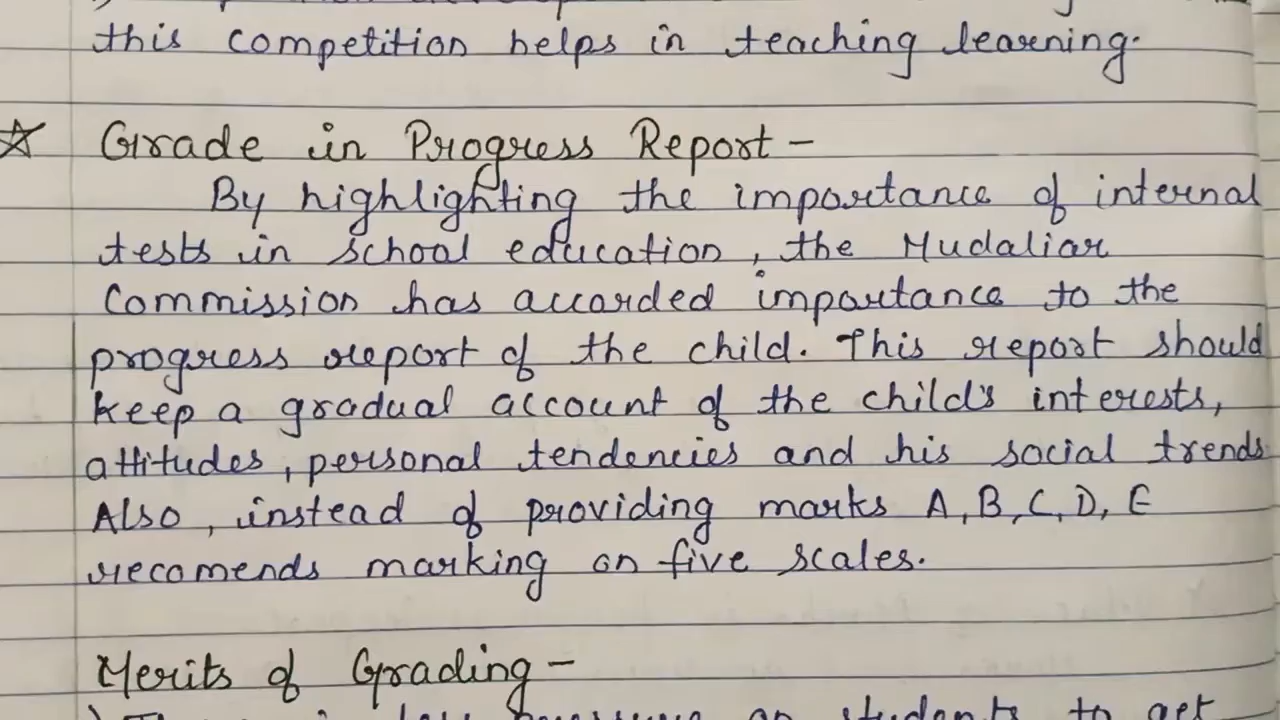 this competition helps in teaching learning.
☆ Grade in Progress Report -
By highlighting the importance of internal
tests in school education, the Mudaliar
Commission has accorded importance to the
progress report of the child. This report should
keep a gradual account of the child's interests,
attitudes, personal tendencies and his social trends
Also, instead of providing marks A, B, C, D, E
recomends marking on five scales.
Merits of Grading -
students to get